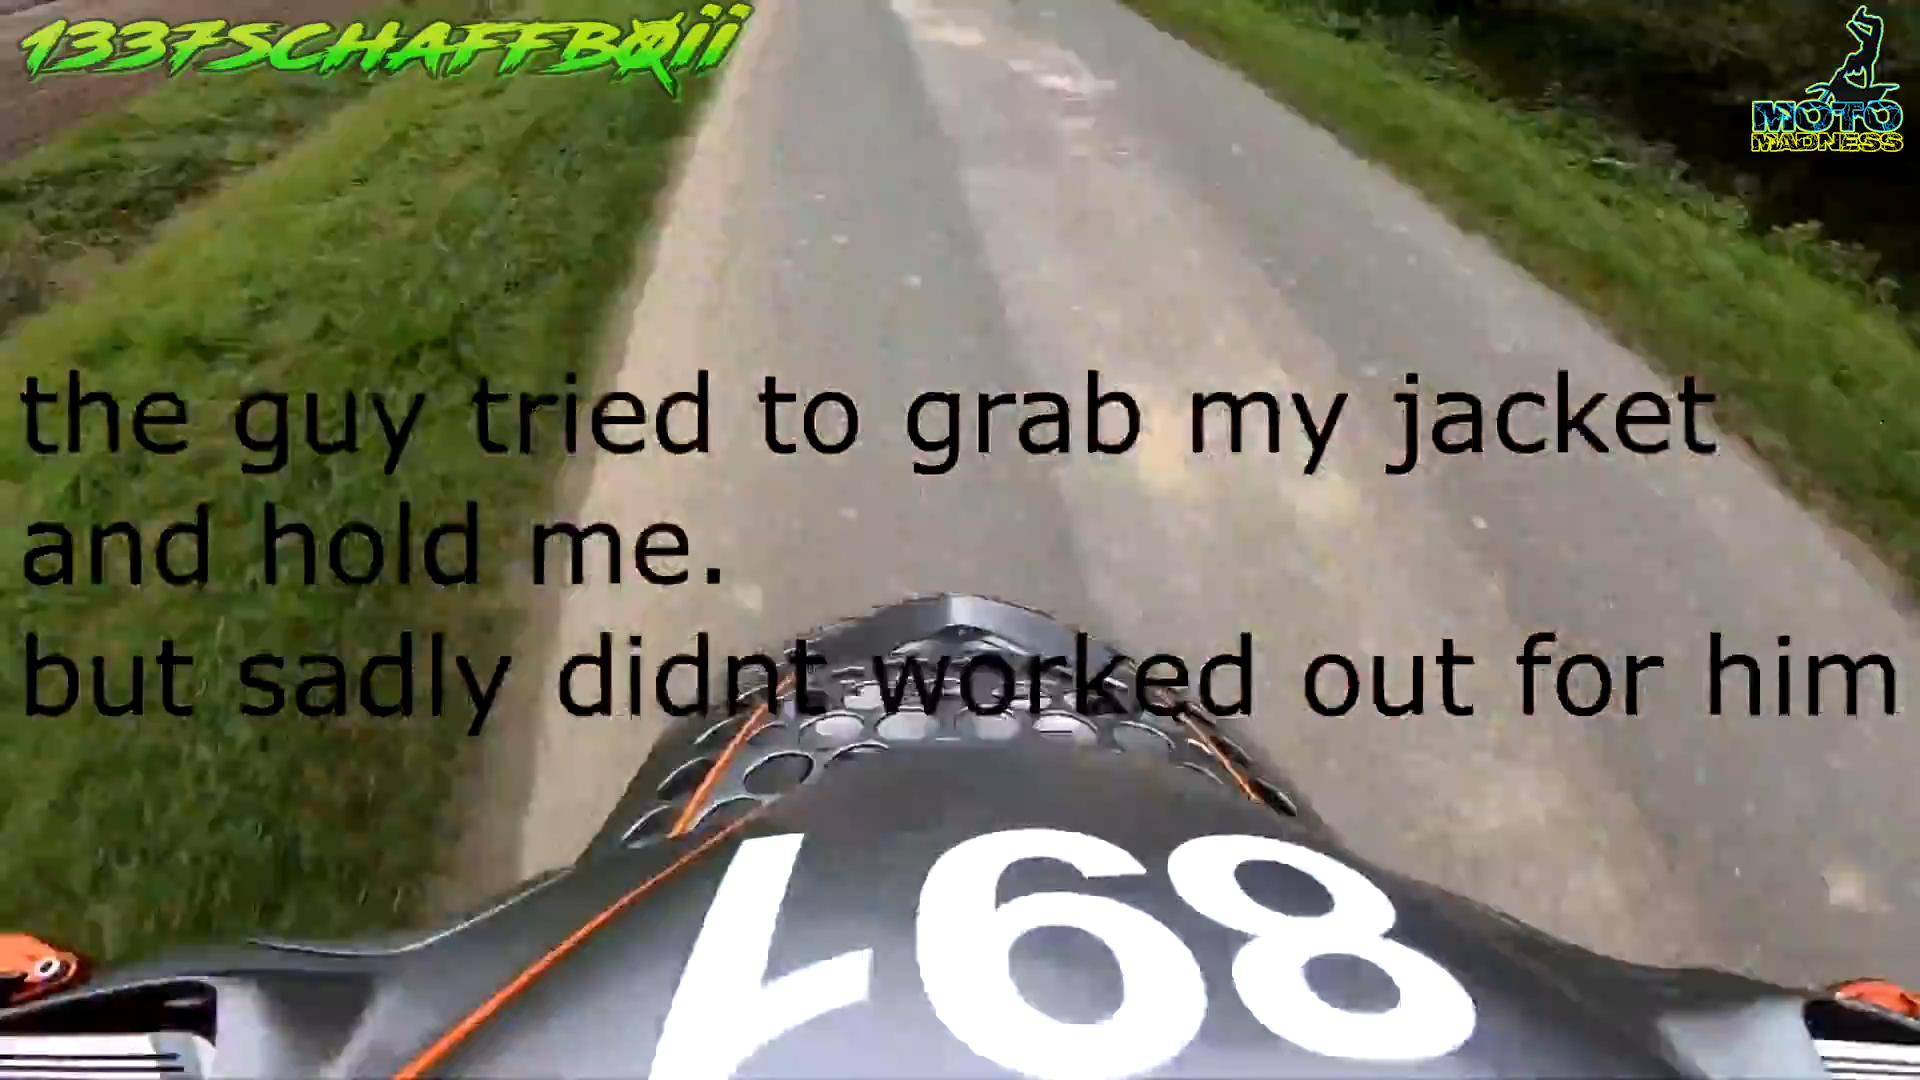 1337SCHAFFBOii
MOTO
MADNESS
the guy tried to grab my jacket
and hold me.
but sadly didnt worked out for him
891